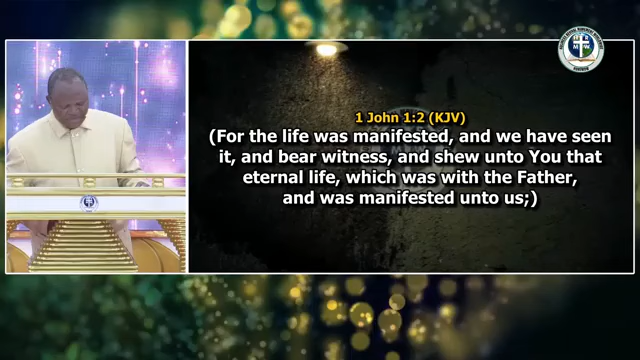 1 John 1:2 (KJV)
(For the life was manifested, and we have seen
it, and bear witness, and shew unto You that
eternal life, which was with the Father,
and was manifested unto us;)